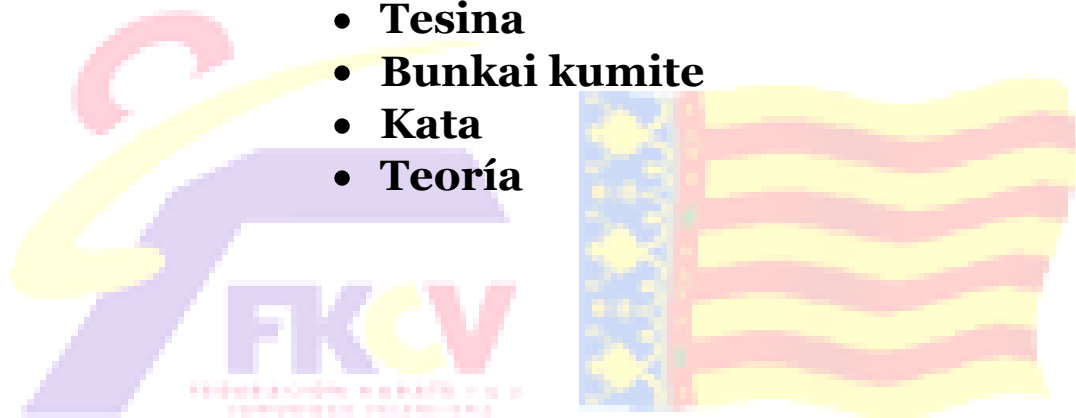 • Tesina
• Bunkai kumite
• Kata
• Teoría
FKCV